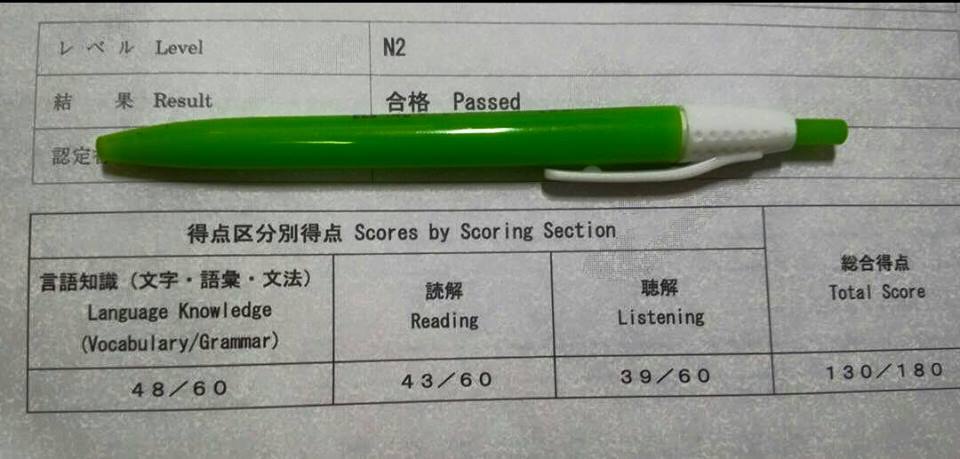 レベル Level
N2
結果 Result
合格 Passed
認定
得点区分別得点 Scores by Scoring Section
言語知識（文字・語彙・文法）
Language Knowledge
(Vocabulary/Grammar)
読解
Reading
聴解
Listening
総合得点
Total Score
48／60
43／60
39／60
130／180